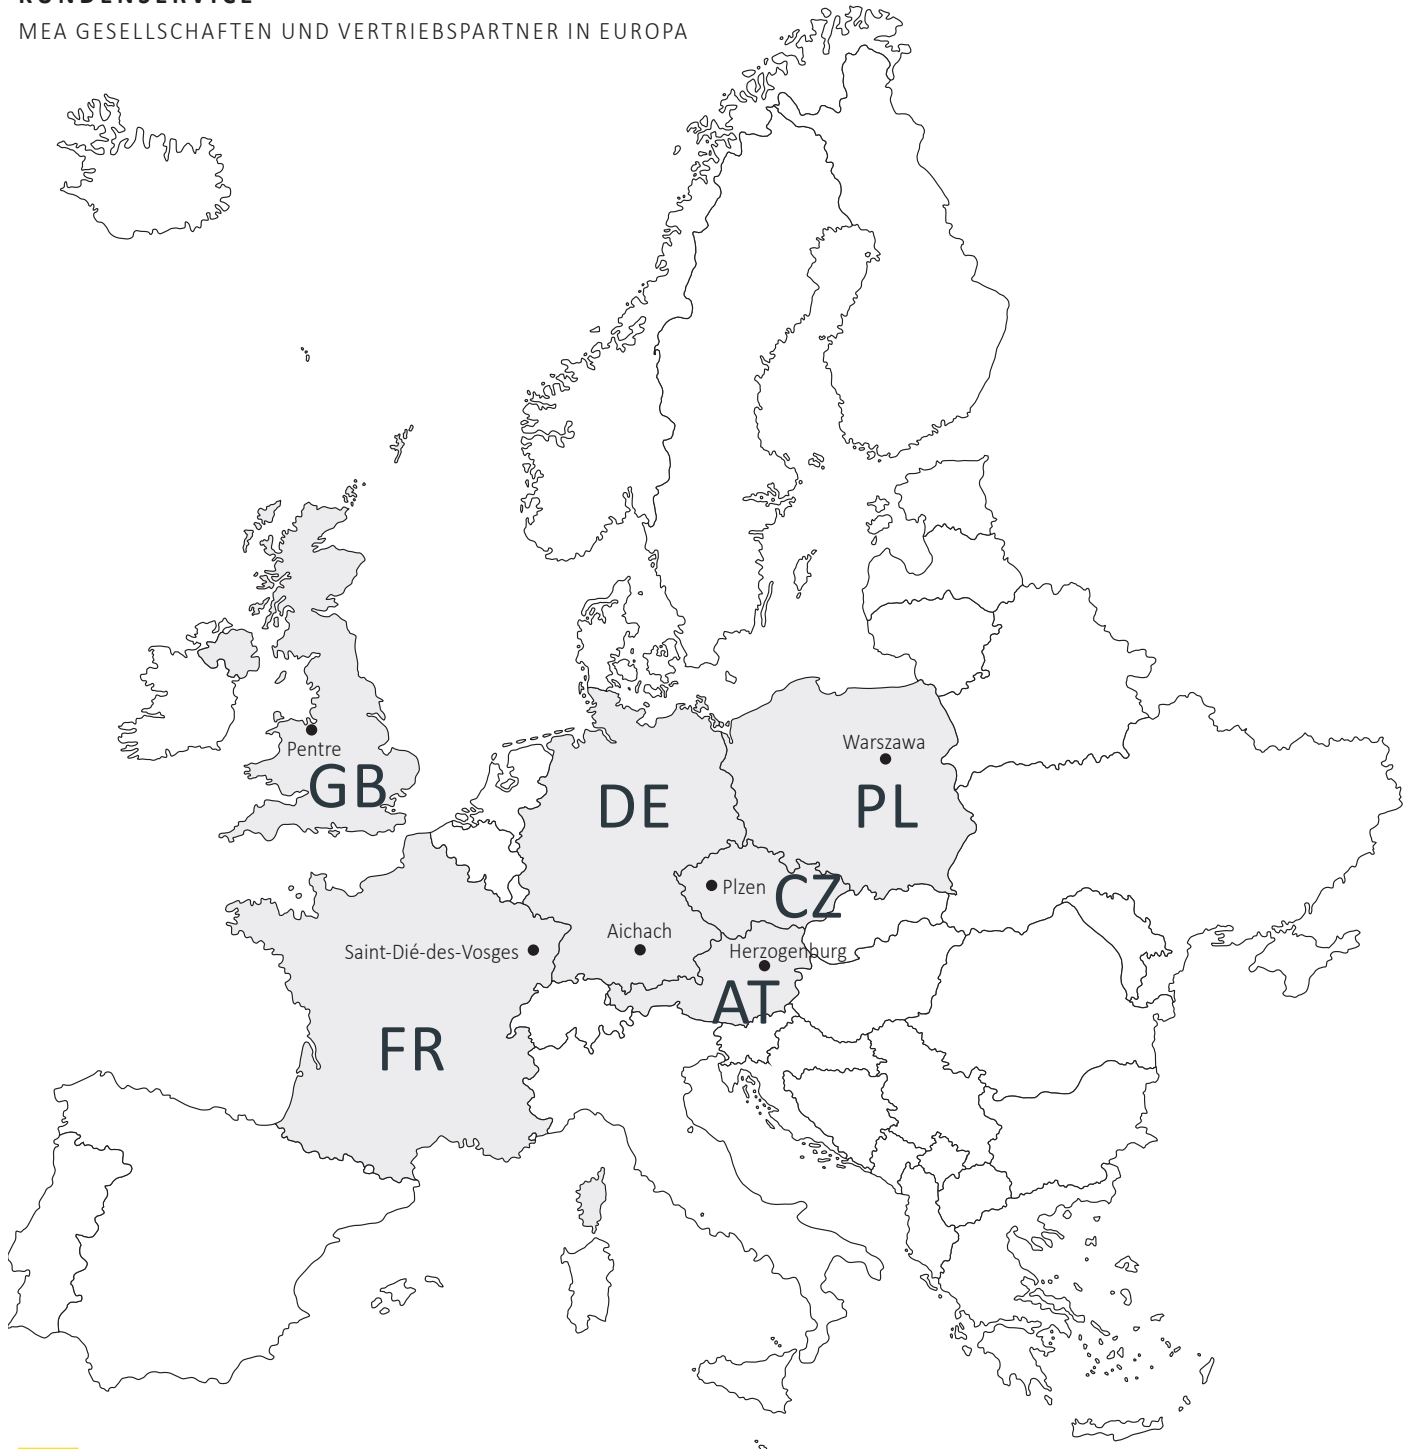 KUNDENSERVICE
MEA GESELLSCHAFTEN UND VERTRIEBSPARTNER IN EUROPA
Warszawa
Pentre
GB
DE
PL
Plzen
CZ
Aichach
Saint-Dié-des-Vosges
Herzogenburg
AT
FR